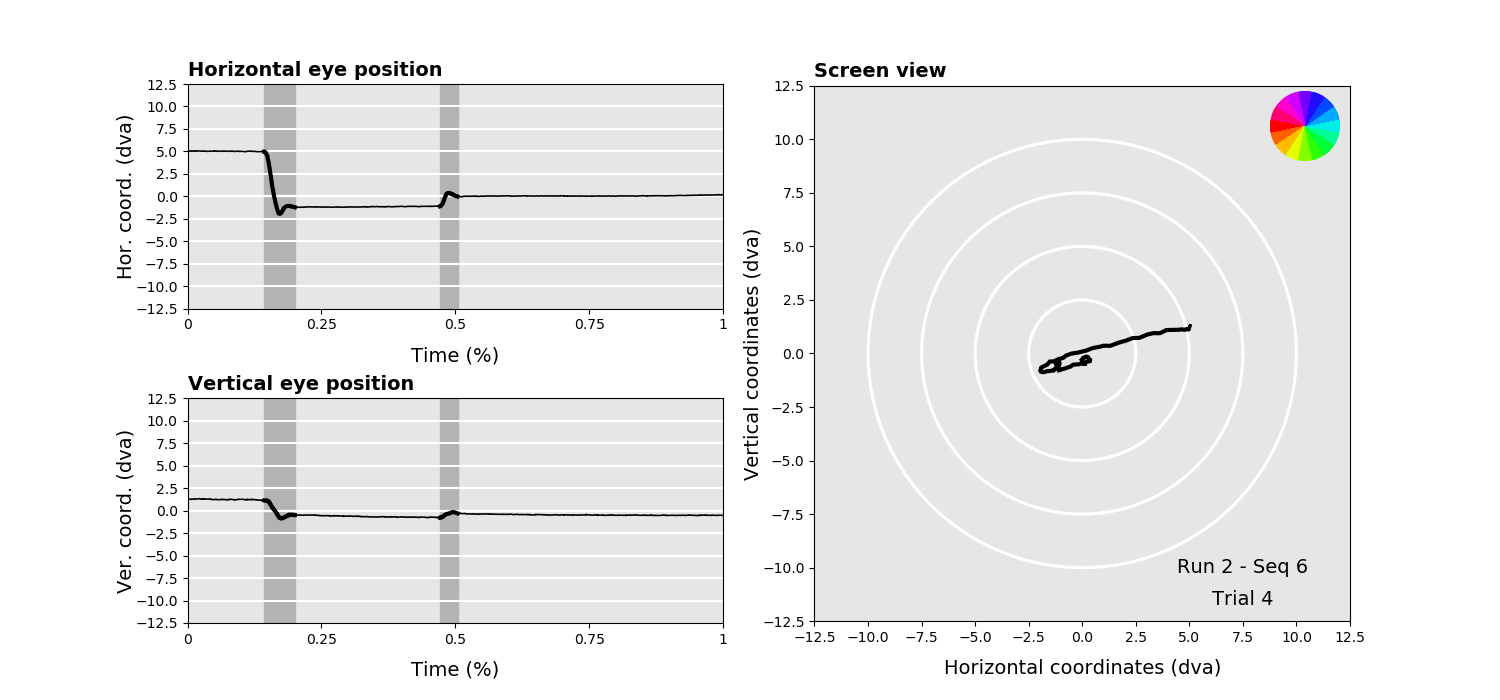 Horizontal eye position
12.5
10.0
7.5
5.0
2.5
0.0
−2.5
−5.0
−7.5
−10.0
−12.5
Hor. coord. (dva)
0 0.25 0.5 0.75 1
Time (%)
Vertical eye position
12.5
10.0
7.5
5.0
2.5
0.0
−2.5
−5.0
−7.5
−10.0
−12.5
Ver. coord. (dva)
0 0.25 0.5 0.75 1
Time (%)
Screen view
12.5
10.0
7.5
5.0
2.5
0.0
−2.5
−5.0
−7.5
−10.0
−12.5
Vertical coordinates (dva)
Run 2 - Seq 6
Trial 4
−12.5 −10.0 −7.5 −5.0 −2.5 0.0 2.5 5.0 7.5 10.0 12.5
Horizontal coordinates (dva)